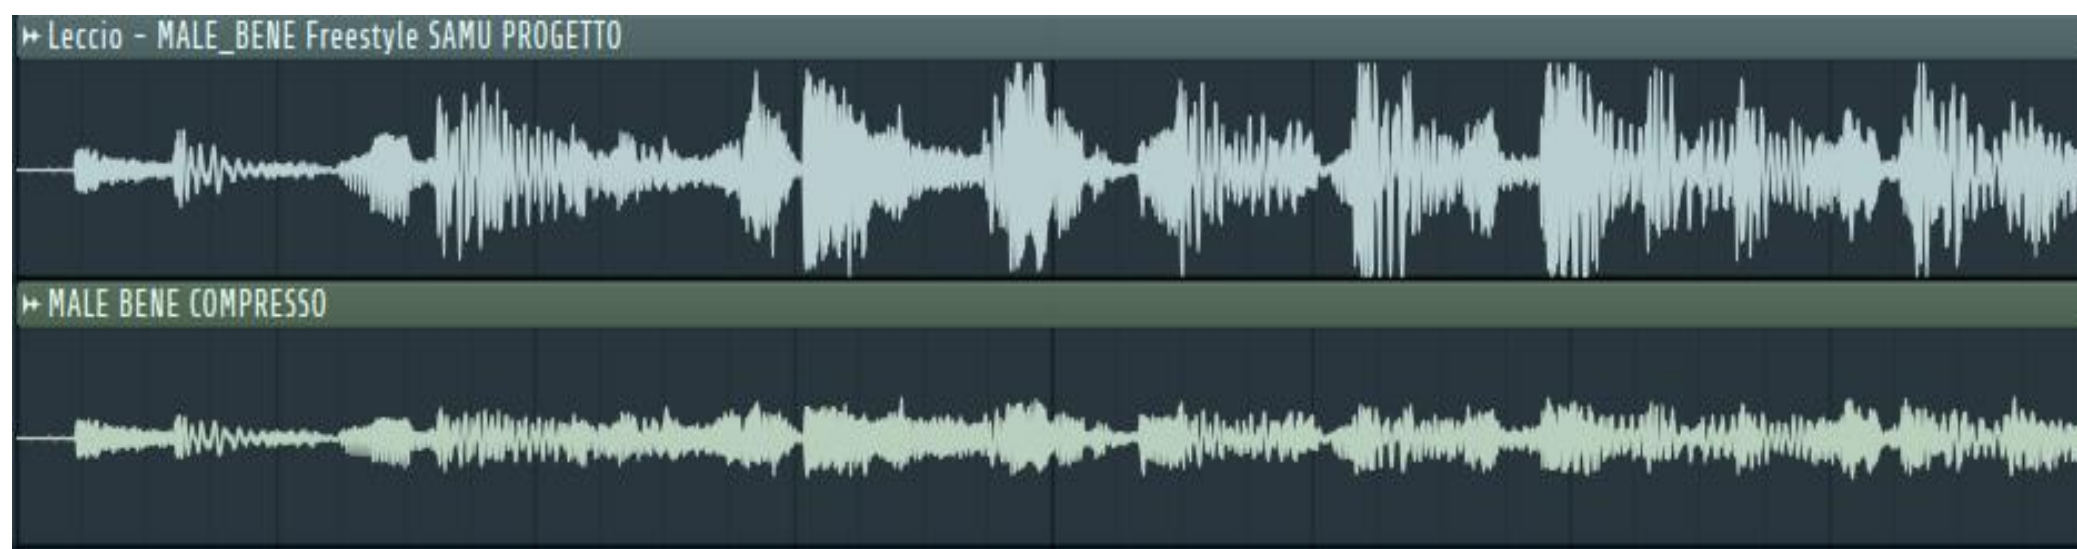 Leccio - MALE_BENE Freestyle SAMU PROGETTO
MALE BENE COMPRESSO